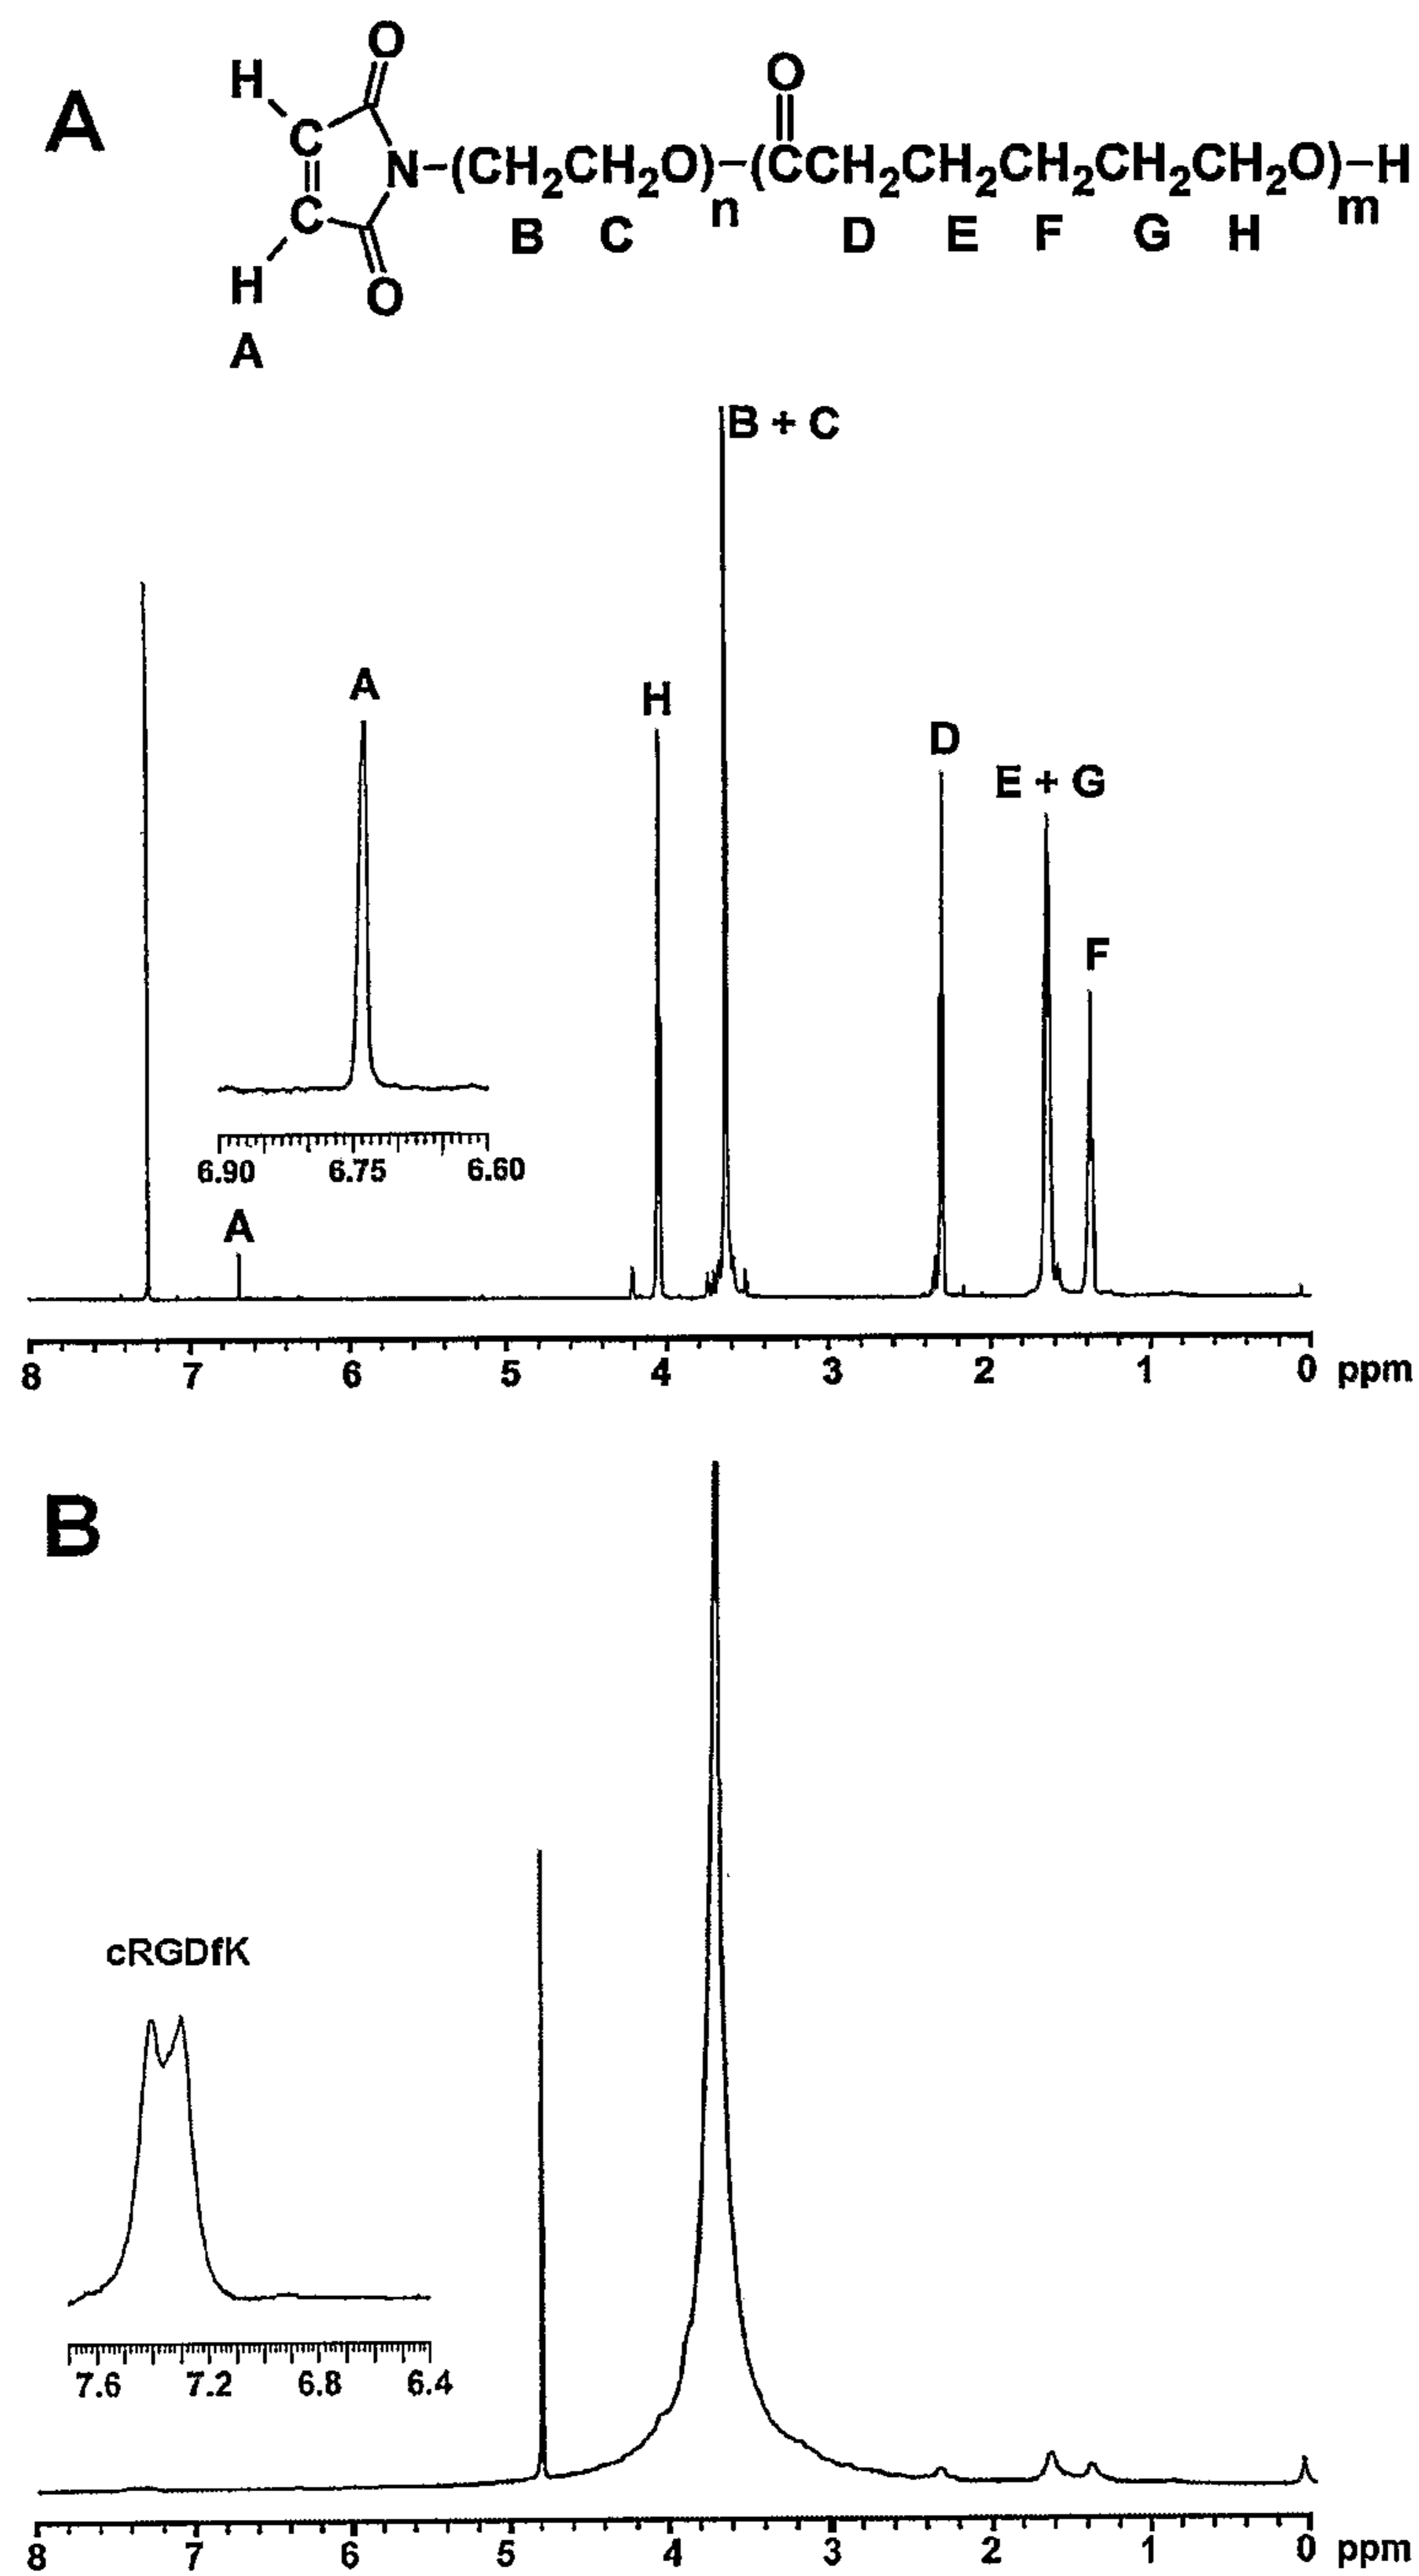 A
H
O
O
C
N-(CH2CH2O)n-(CCH2CH2CH2CH2CH2O)m-H
C
B C D E F G H
H
O
A
B + C
A
H
D
E + G
F
6.90 6.75 6.60
A
8 7 6 5 4 3 2 1 0 ppm
B
cRGDfK
7.6 7.2 6.8 6.4
8 7 6 5 4 3 2 1 0 ppm